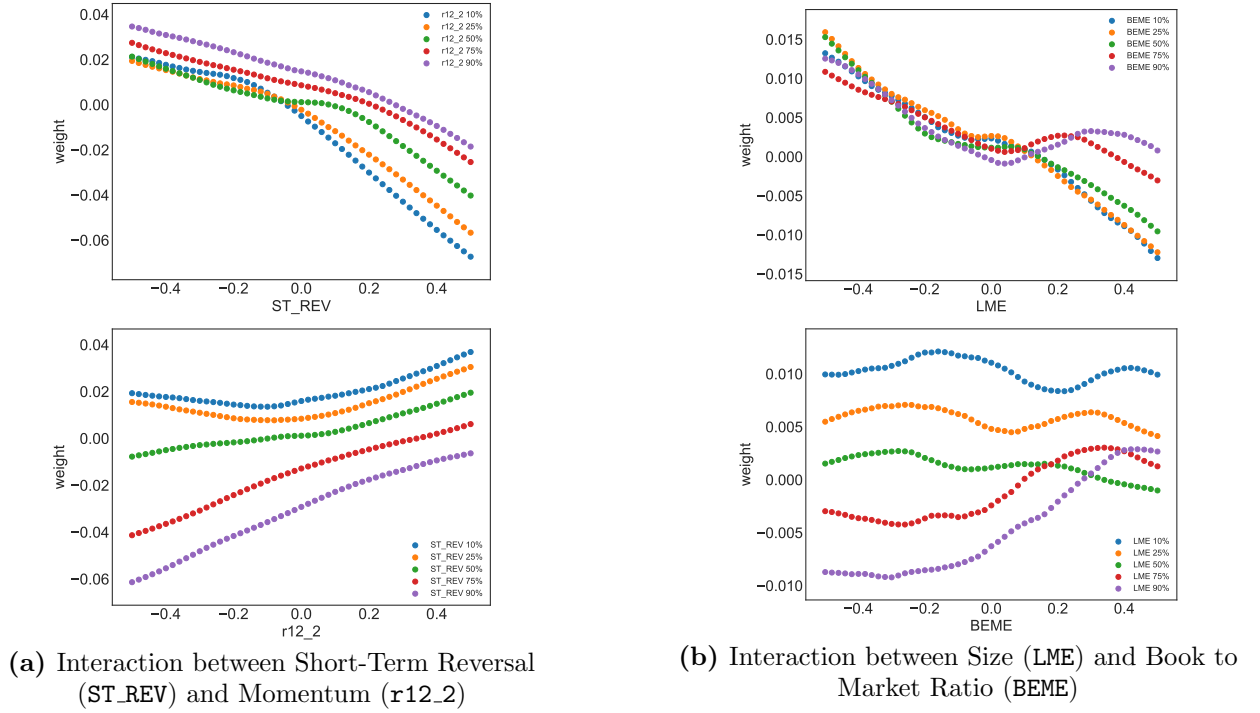 0.04
0.02
0.00
−0.02
−0.04
−0.06
weight
r12_2 10%
r12_2 25%
r12_2 50%
r12_2 75%
r12_2 90%
−0.4 −0.2 0.0 0.2 0.4
ST_REV
0.04
0.02
0.00
−0.02
−0.04
−0.06
weight
ST_REV 10%
ST_REV 25%
ST_REV 50%
ST_REV 75%
ST_REV 90%
−0.4 −0.2 0.0 0.2 0.4
r12_2
(a) Interaction between Short-Term Reversal
(ST_REV) and Momentum (r12_2)
0.015
0.010
0.005
0.000
−0.005
−0.010
−0.015
weight
BEME 10%
BEME 25%
BEME 50%
BEME 75%
BEME 90%
−0.4 −0.2 0.0 0.2 0.4
LME
0.010
0.005
0.000
−0.005
−0.010
weight
LME 10%
LME 25%
LME 50%
LME 75%
LME 90%
−0.4 −0.2 0.0 0.2 0.4
BEME
(b) Interaction between Size (LME) and Book to
Market Ratio (BEME)